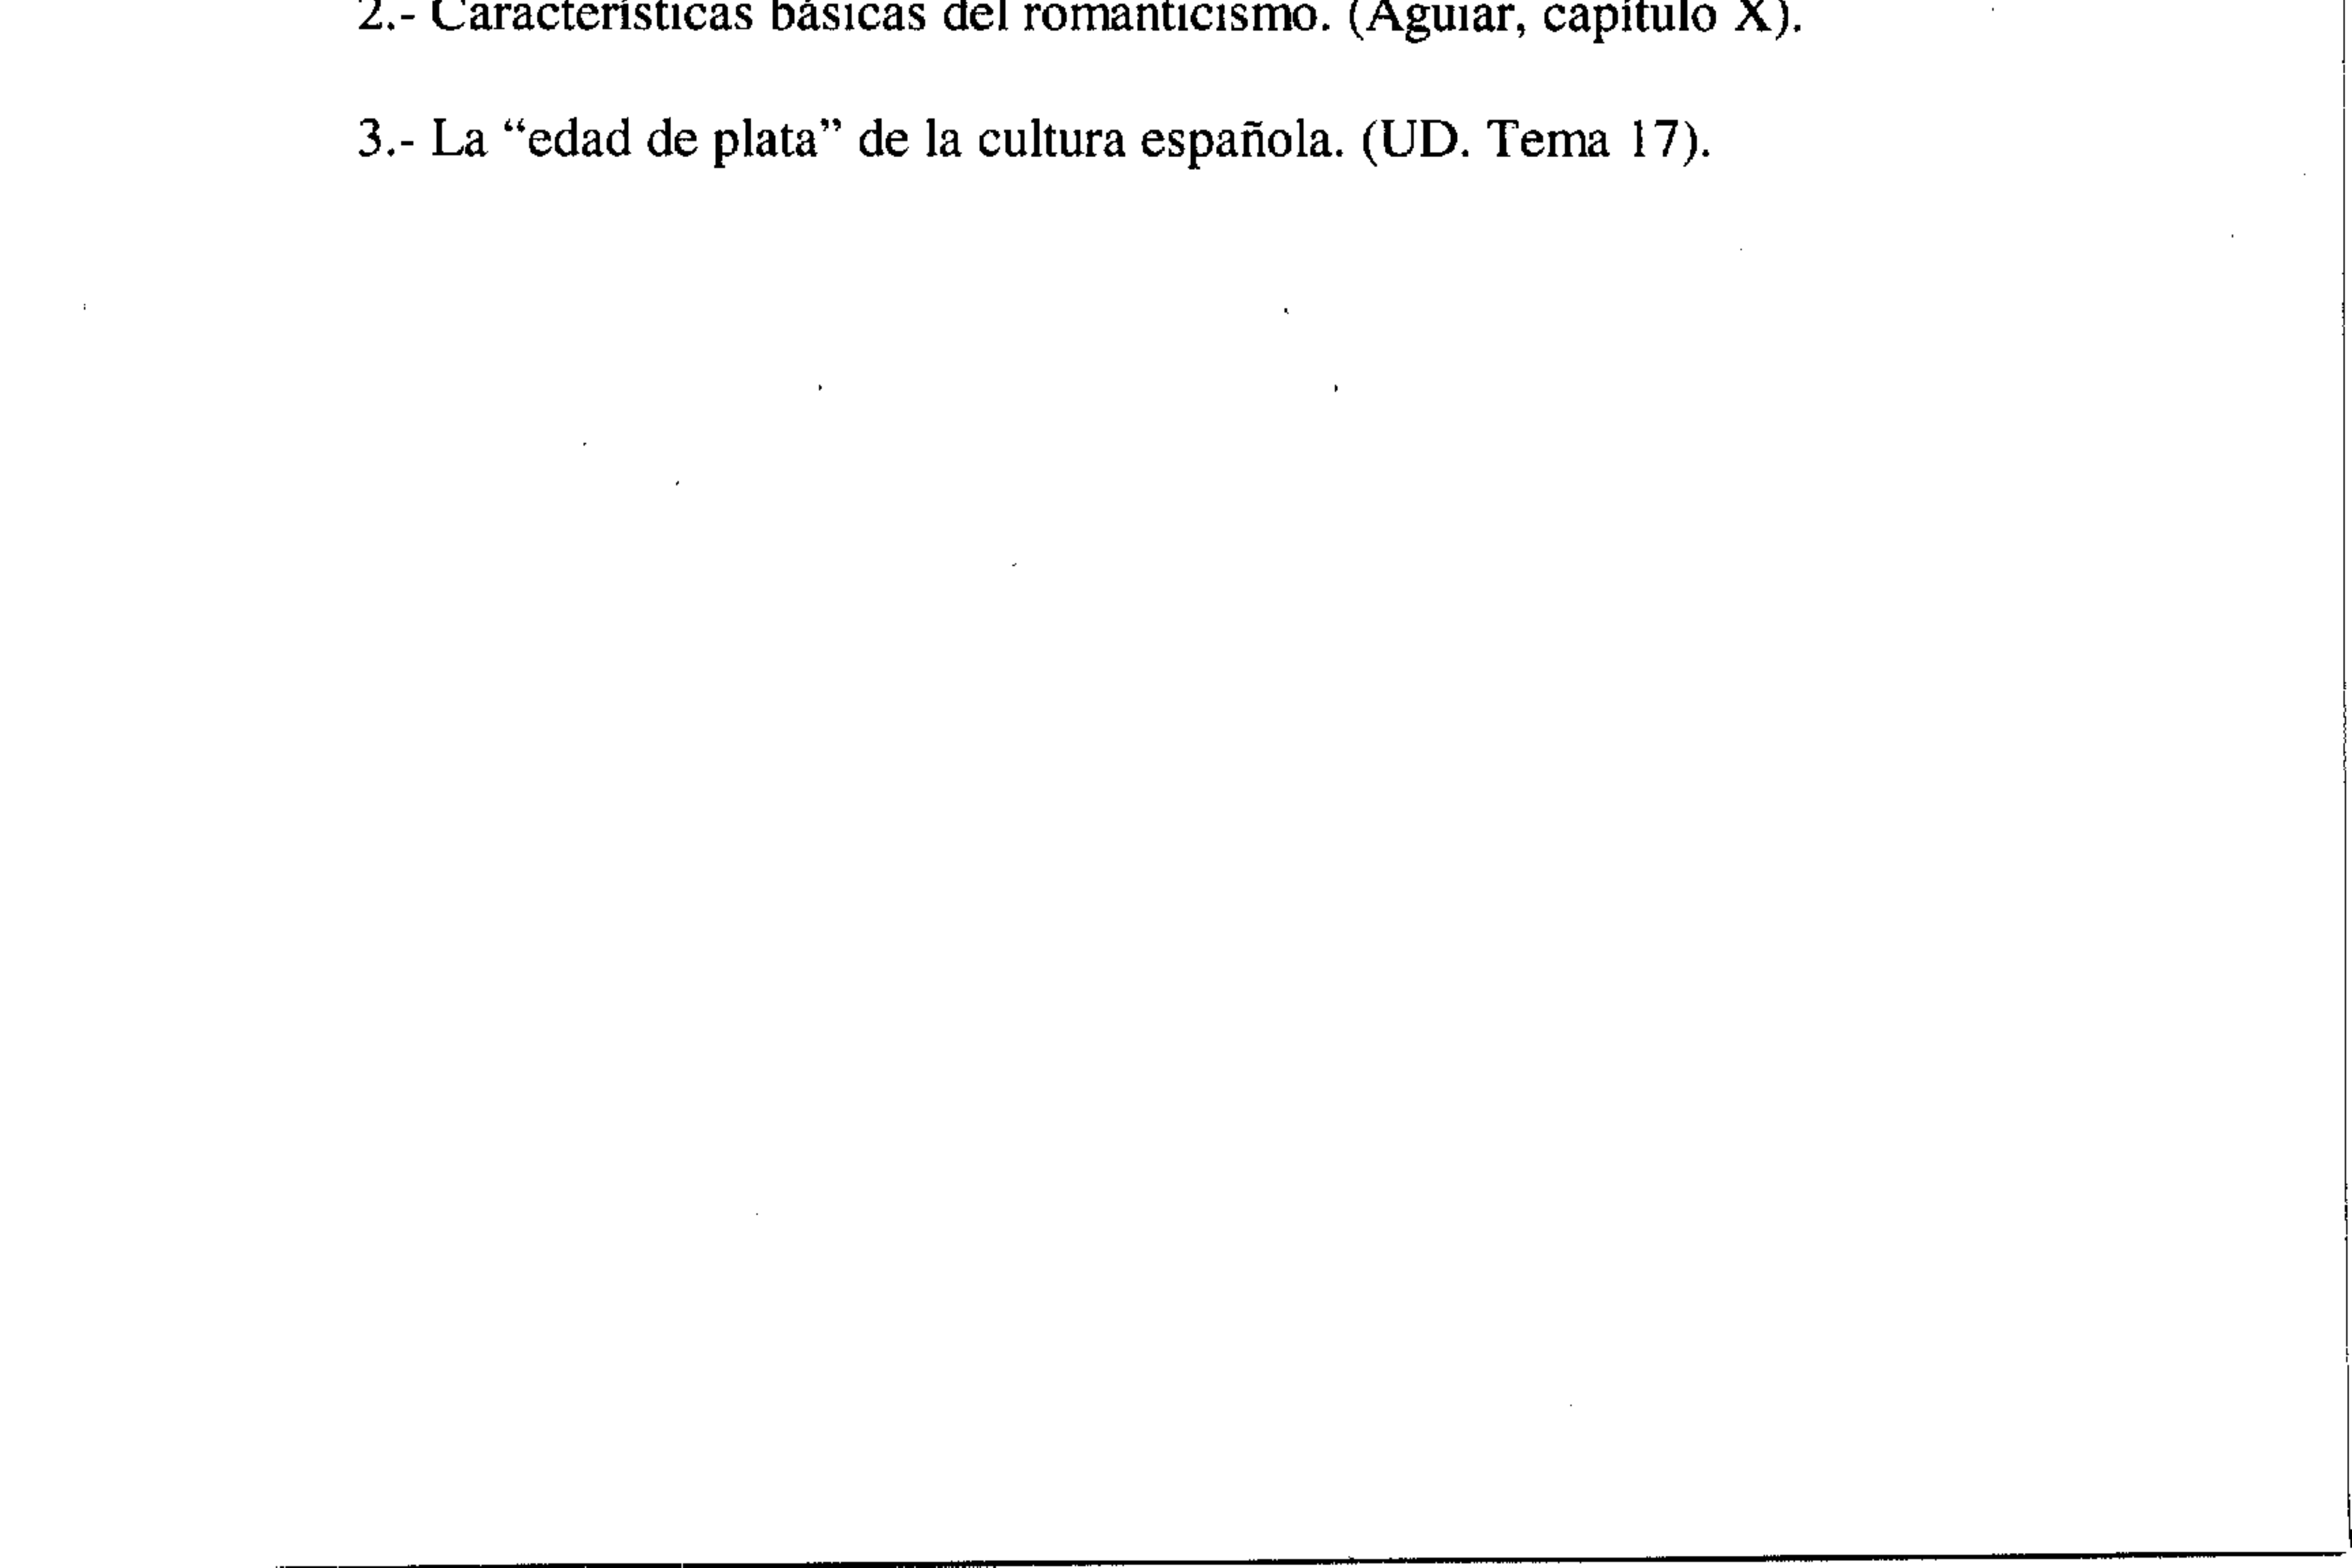 2.- Características básicas del romanticismo. (Aguiar, capítulo X).
3.- La “edad de plata” de la cultura española. (UD. Tema 17).